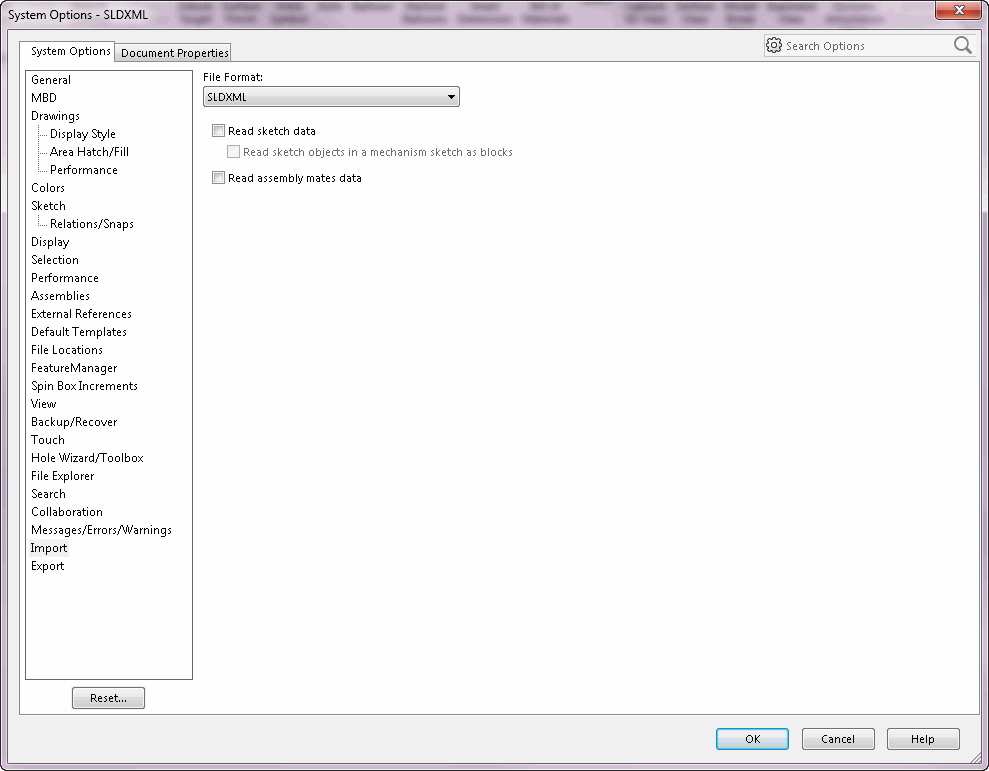 System Options - SLDXML
System Options
Document Properties
Search Options
General
MBD
Drawings
Display Style
Area Hatch/Fill
Performance
Colors
Sketch
Relations/Snaps
Display
Selection
Performance
Assemblies
External References
Default Templates
File Locations
FeatureManager
Spin Box Increments
View
Backup/Recover
Touch
Hole Wizard/Toolbox
File Explorer
Search
Collaboration
Messages/Errors/Warnings
Import
Export
Reset...
File Format:
SLDXML
Read sketch data
Read sketch objects in a mechanism sketch as blocks
Read assembly mates data
OK
Cancel
Help